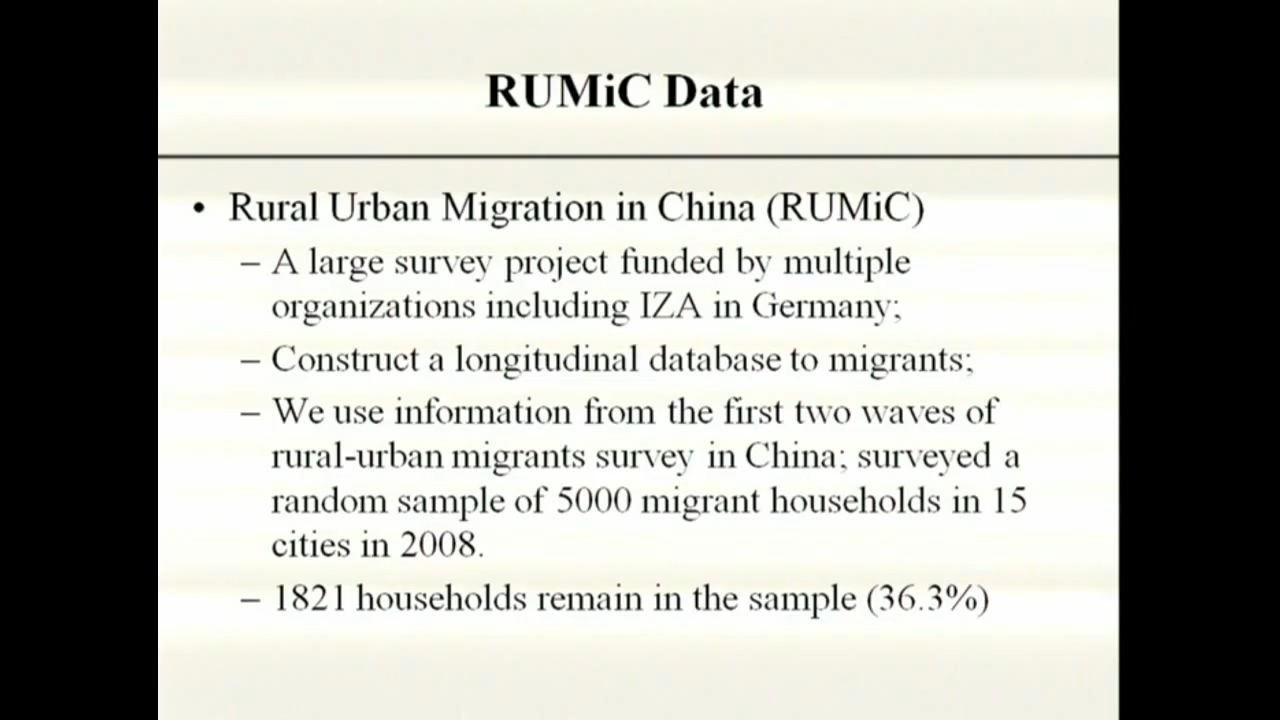 RUMiC Data
• Rural Urban Migration in China (RUMiC)
– A large survey project funded by multiple
organizations including IZA in Germany;
– Construct a longitudinal database to migrants;
– We use information from the first two waves of
rural-urban migrants survey in China; surveyed a
random sample of 5000 migrant households in 15
cities in 2008.
– 1821 households remain in the sample (36.3%)